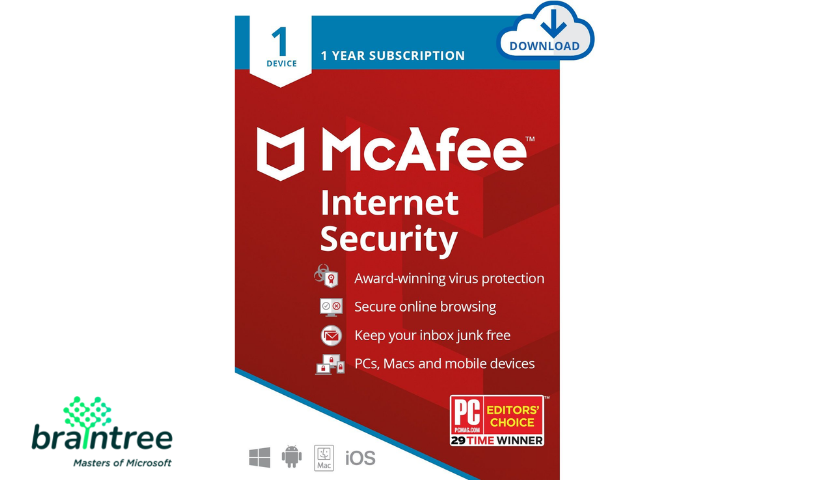 1
DEVICE
1 YEAR SUBSCRIPTION
DOWNLOAD
McAfee™
Internet
Security
Award-winning virus protection
Secure online browsing
Keep your inbox junk free
PCs, Macs and mobile devices
PC
PCMAG.COM
EDITORS'
CHOICE
™
29 TIME WINNER
braintree
Masters of Microsoft
Mac
iOS